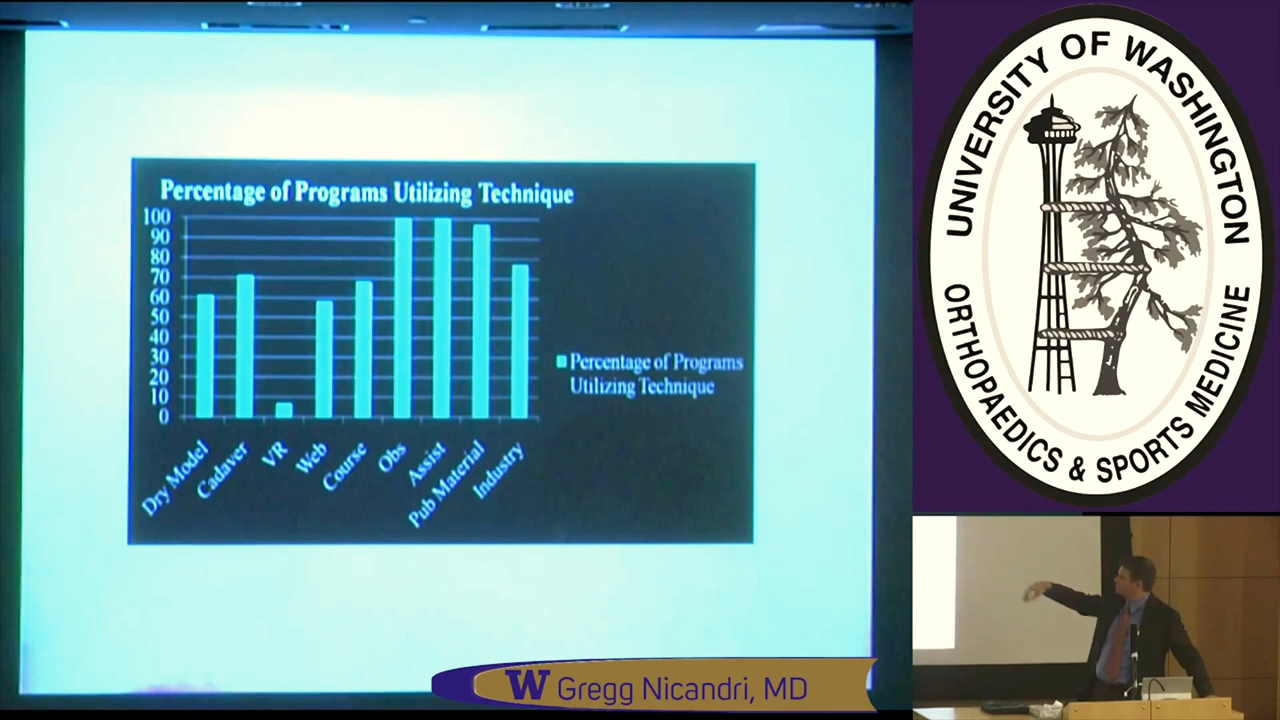 Percentage of Programs Utilizing Technique
100
90
80
70
60
50
40
30
20
10
0
Dry Model
Cadaver
VR
Web
Course
Obs
Assist
Pub Material
Industry
Percentage of Programs
Utilizing Technique
UNIVERSITY OF WASHINGTON
ORTHOPAEDICS & SPORTS MEDICINE
W Gregg Nicandri, MD